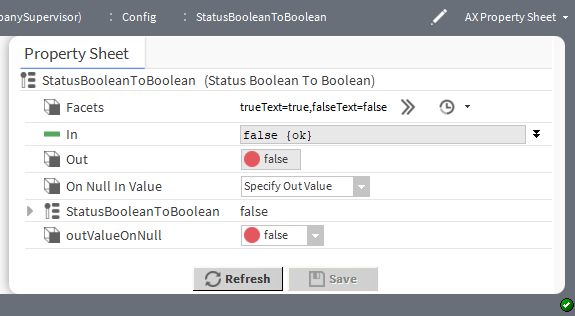 panySupervisor) : Config : StatusBooleanToBoolean AX Property Sheet
Property Sheet
StatusBooleanToBoolean (Status Boolean To Boolean)
Facets trueText=true,falseText=false
In false {ok}
Out false
On Null In Value Specify Out Value
StatusBooleanToBoolean false
outValueOnNull false
Refresh Save